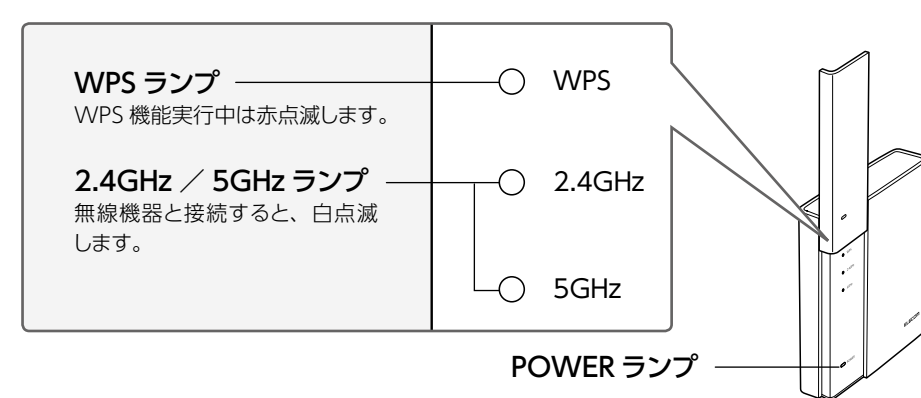 WPS ランプ
WPS 機能実行中は赤点滅します。
2.4GHz ／ 5GHz ランプ
無線機器と接続すると、白点滅
します。
WPS
2.4GHz
5GHz
POWER ランプ
ELECOM